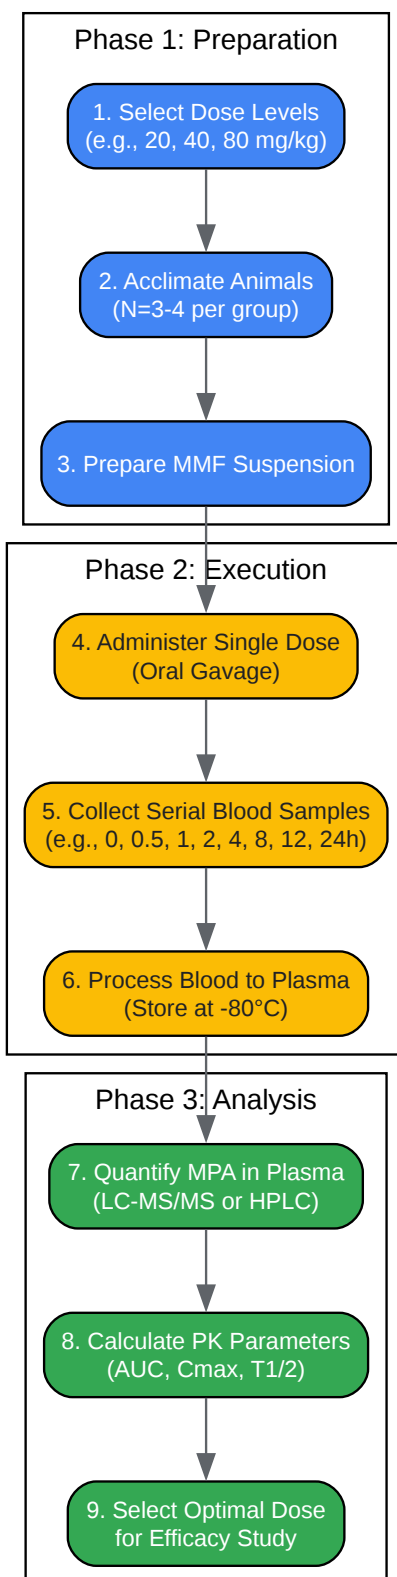 Phase 1: Preparation
1. Select Dose Levels
(e.g., 20, 40, 80 mg/kg)
2. Acclimate Animals
(N=3-4 per group)
3. Prepare MMF Suspension
Phase 2: Execution
4. Administer Single Dose
(Oral Gavage)
5. Collect Serial Blood Samples
(e.g., 0, 0.5, 1, 2, 4, 8, 12, 24h)
6. Process Blood to Plasma
(Store at -80°C)
Phase 3: Analysis
7. Quantify MPA in Plasma
(LC-MS/MS or HPLC)
8. Calculate PK Parameters
(AUC, Cmax, T1/2)
9. Select Optimal Dose
for Efficacy Study